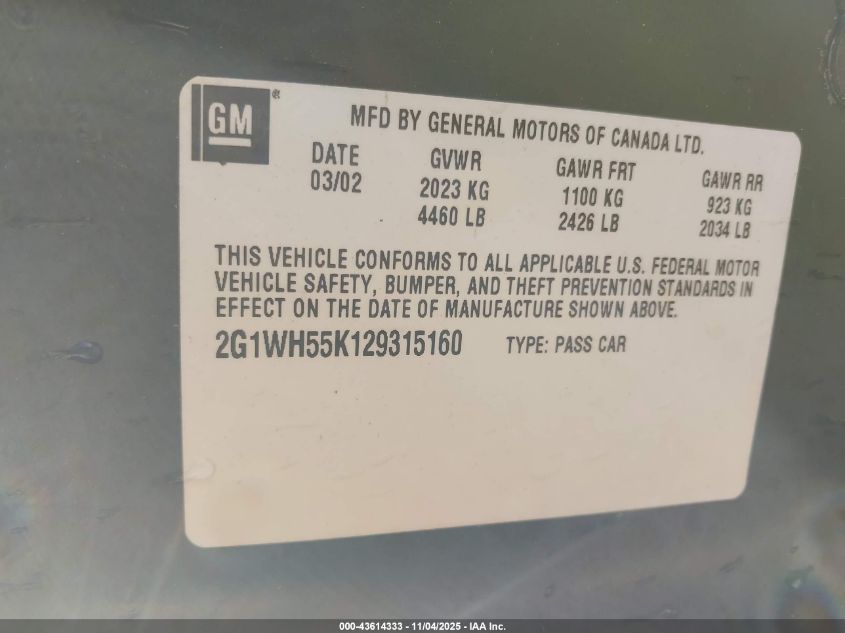 GM®
MFD BY GENERAL MOTORS OF CANADA LTD.
DATE GVWR GAWR FRT GAWR RR
03/02 2023 KG 1100 KG 923 KG
4460 LB 2426 LB 2034 LB
THIS VEHICLE CONFORMS TO ALL APPLICABLE U.S. FEDERAL MOTOR
VEHICLE SAFETY, BUMPER, AND THEFT PREVENTION STANDARDS IN
EFFECT ON THE DATE OF MANUFACTURE SHOWN ABOVE.
2G1WH55K129315160 TYPE: PASS CAR
000-43614333 - 11/04/2025 - IAA Inc.